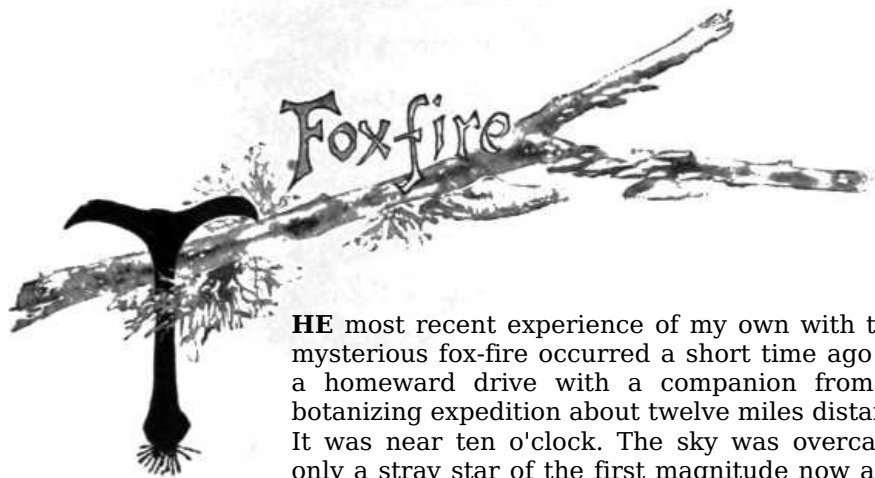 Foxfire
THE most recent experience of my own with t
mysterious fox-fire occurred a short time ago
a homeward drive with a companion from
botanizing expedition about twelve miles dista
It was near ten o'clock. The sky was overca
only a stray star of the first magnitude now a